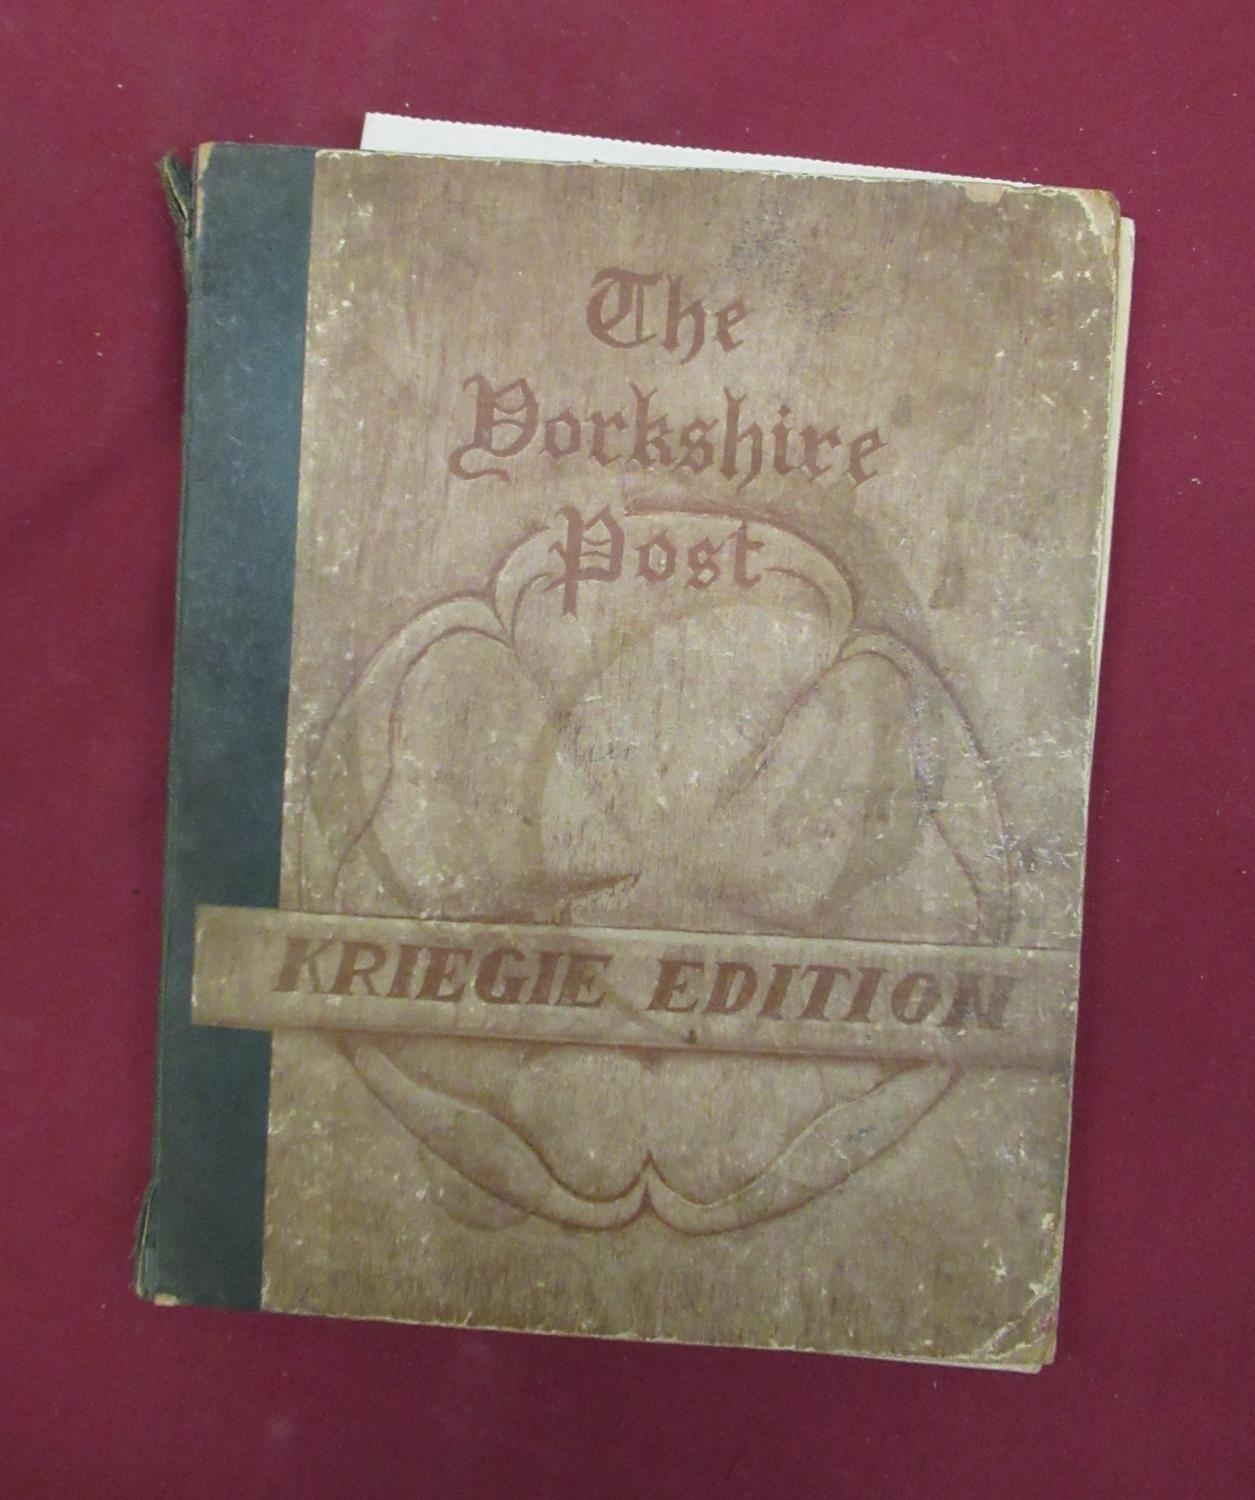 The
Yorkshire
Post
KRIEGIE EDITION